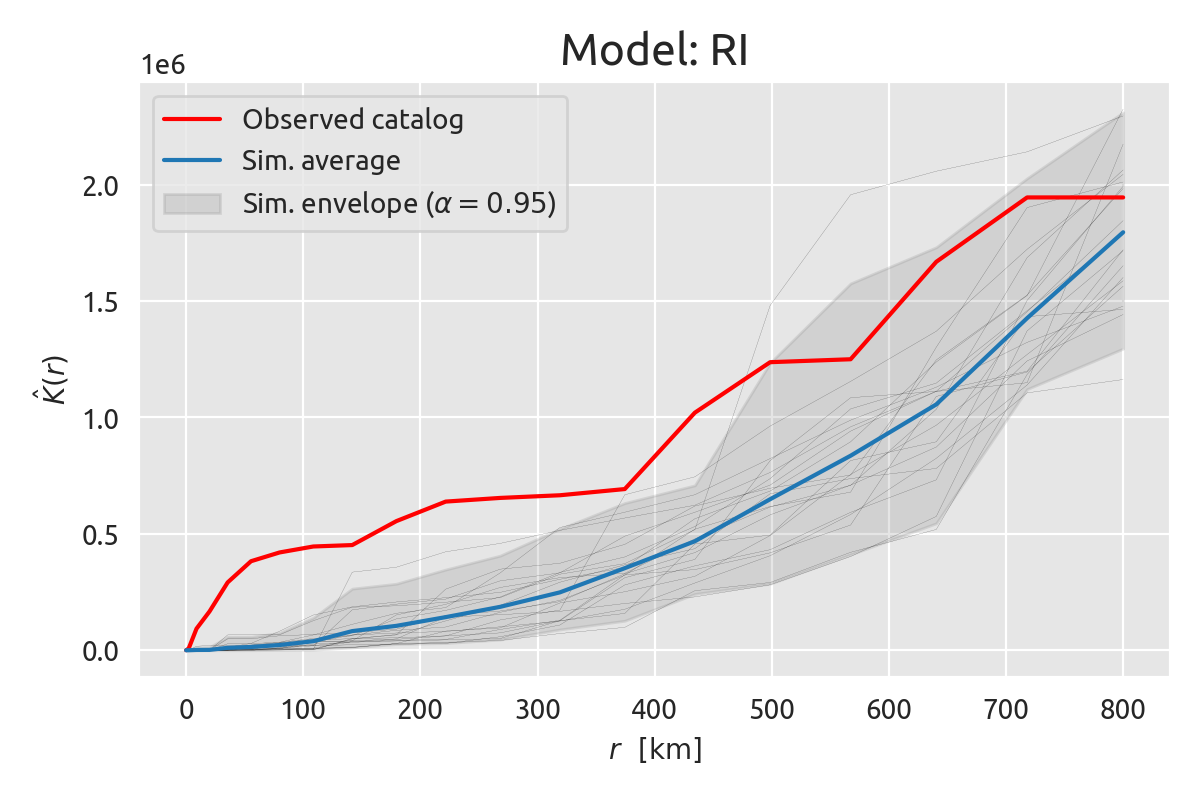 Model: RI
1e6
Observed catalog
Sim. average
Sim. envelope (α = 0.95)
2.0
1.5
1.0
0.5
0.0
K̂(r)
0 100 200 300 400 500 600 700 800
r [km]